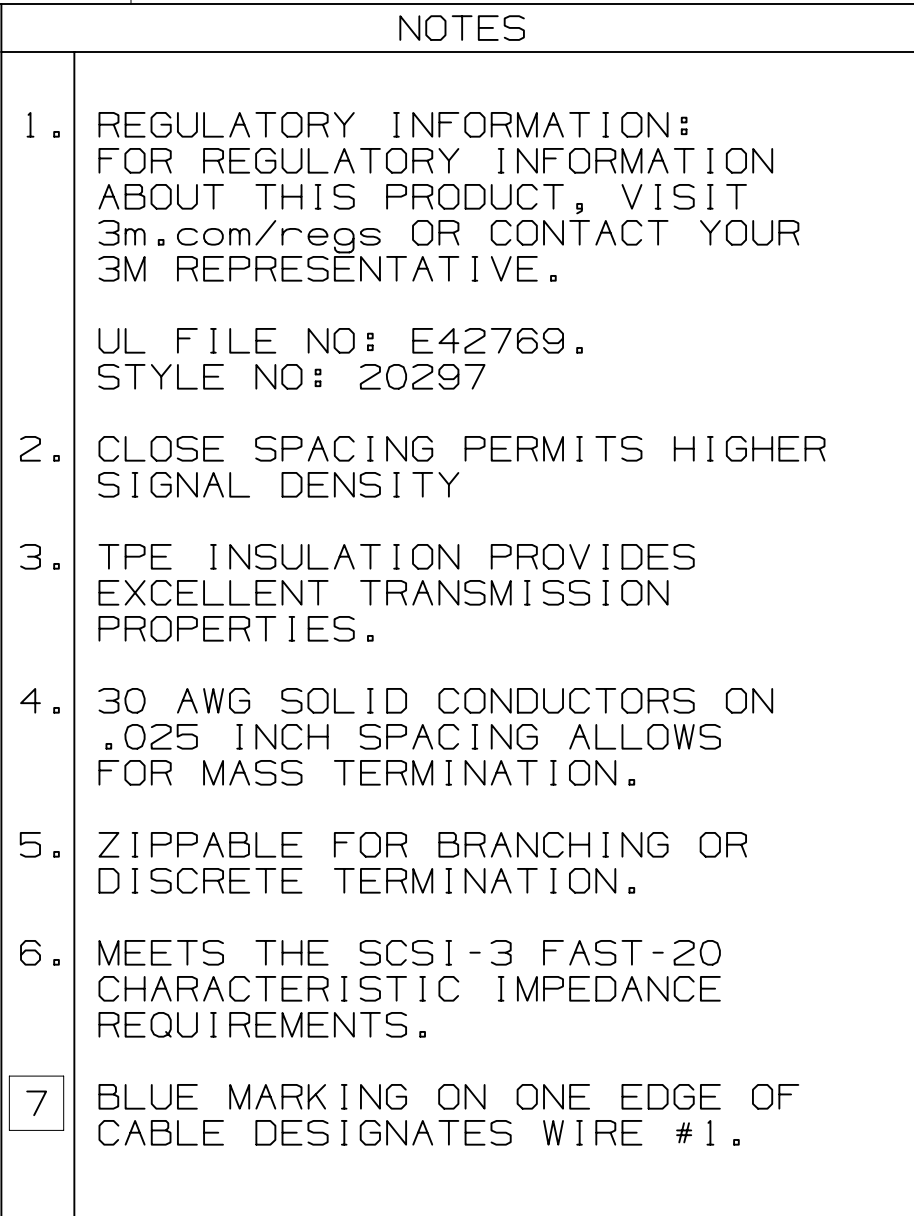 NOTES
1. REGULATORY INFORMATION:
FOR REGULATORY INFORMATION
ABOUT THIS PRODUCT, VISIT
3m.com/regs OR CONTACT YOUR
3M REPRESENTATIVE.
UL FILE NO: E42769.
STYLE NO: 20297
2. CLOSE SPACING PERMITS HIGHER
SIGNAL DENSITY
3. TPE INSULATION PROVIDES
EXCELLENT TRANSMISSION
PROPERTIES.
4. 30 AWG SOLID CONDUCTORS ON
.025 INCH SPACING ALLOWS
FOR MASS TERMINATION.
5. ZIPPABLE FOR BRANCHING OR
DISCRETE TERMINATION.
6. MEETS THE SCSI-3 FAST-20
CHARACTERISTIC IMPEDANCE
REQUIREMENTS.
7 BLUE MARKING ON ONE EDGE OF
CABLE DESIGNATES WIRE #1.